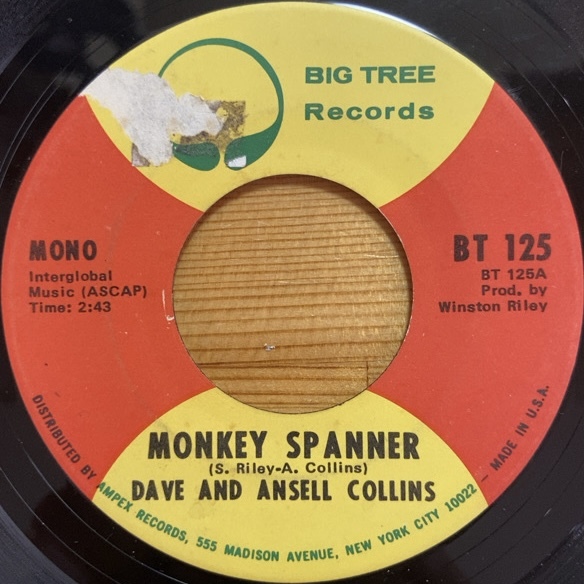 BIG TREE
Records
MONO
Interglobal
Music (ASCAP)
Time: 2:43
BT 125
BT 125A
Prod. by
Winston Riley
MONKEY SPANNER
(S. Riley-A. Collins)
DAVE AND ANSELL COLLINS
DISTRIBUTED BY AMPEX RECORDS, 555 MADISON AVENUE, NEW YORK CITY 10022 – MADE IN U.S.A.